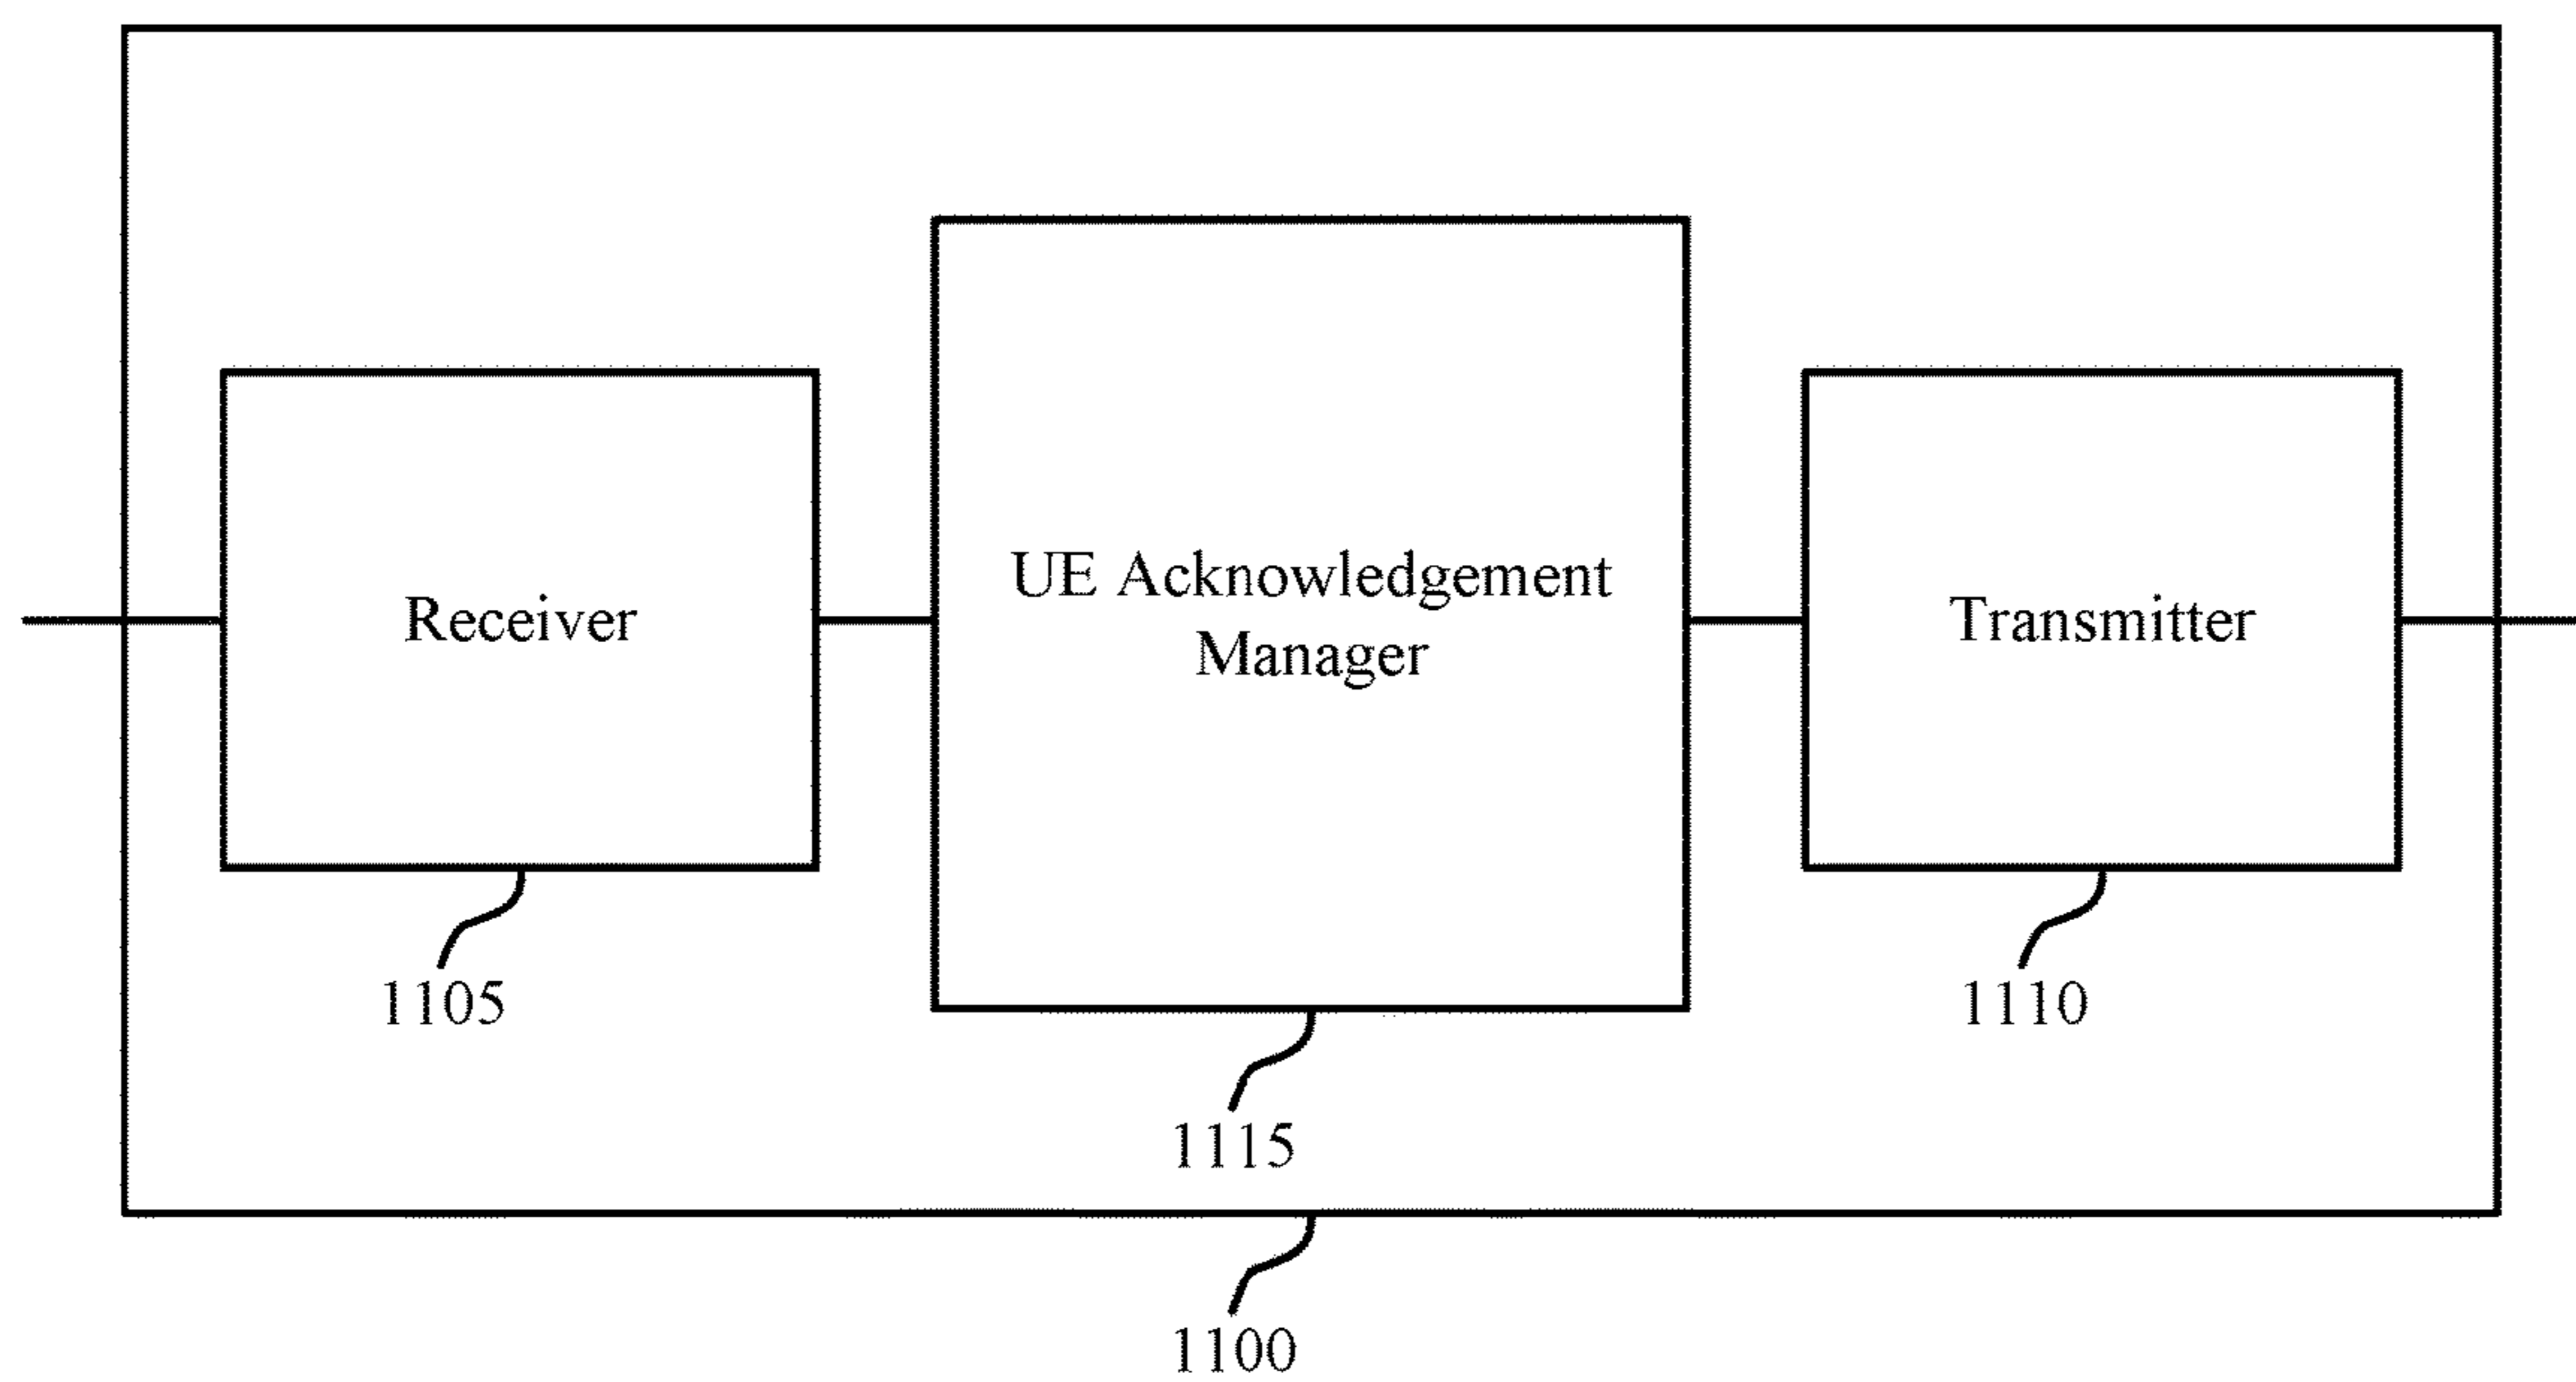 Receiver
UE Acknowledgement
Manager
Transmitter
1105
1110
1115
1100